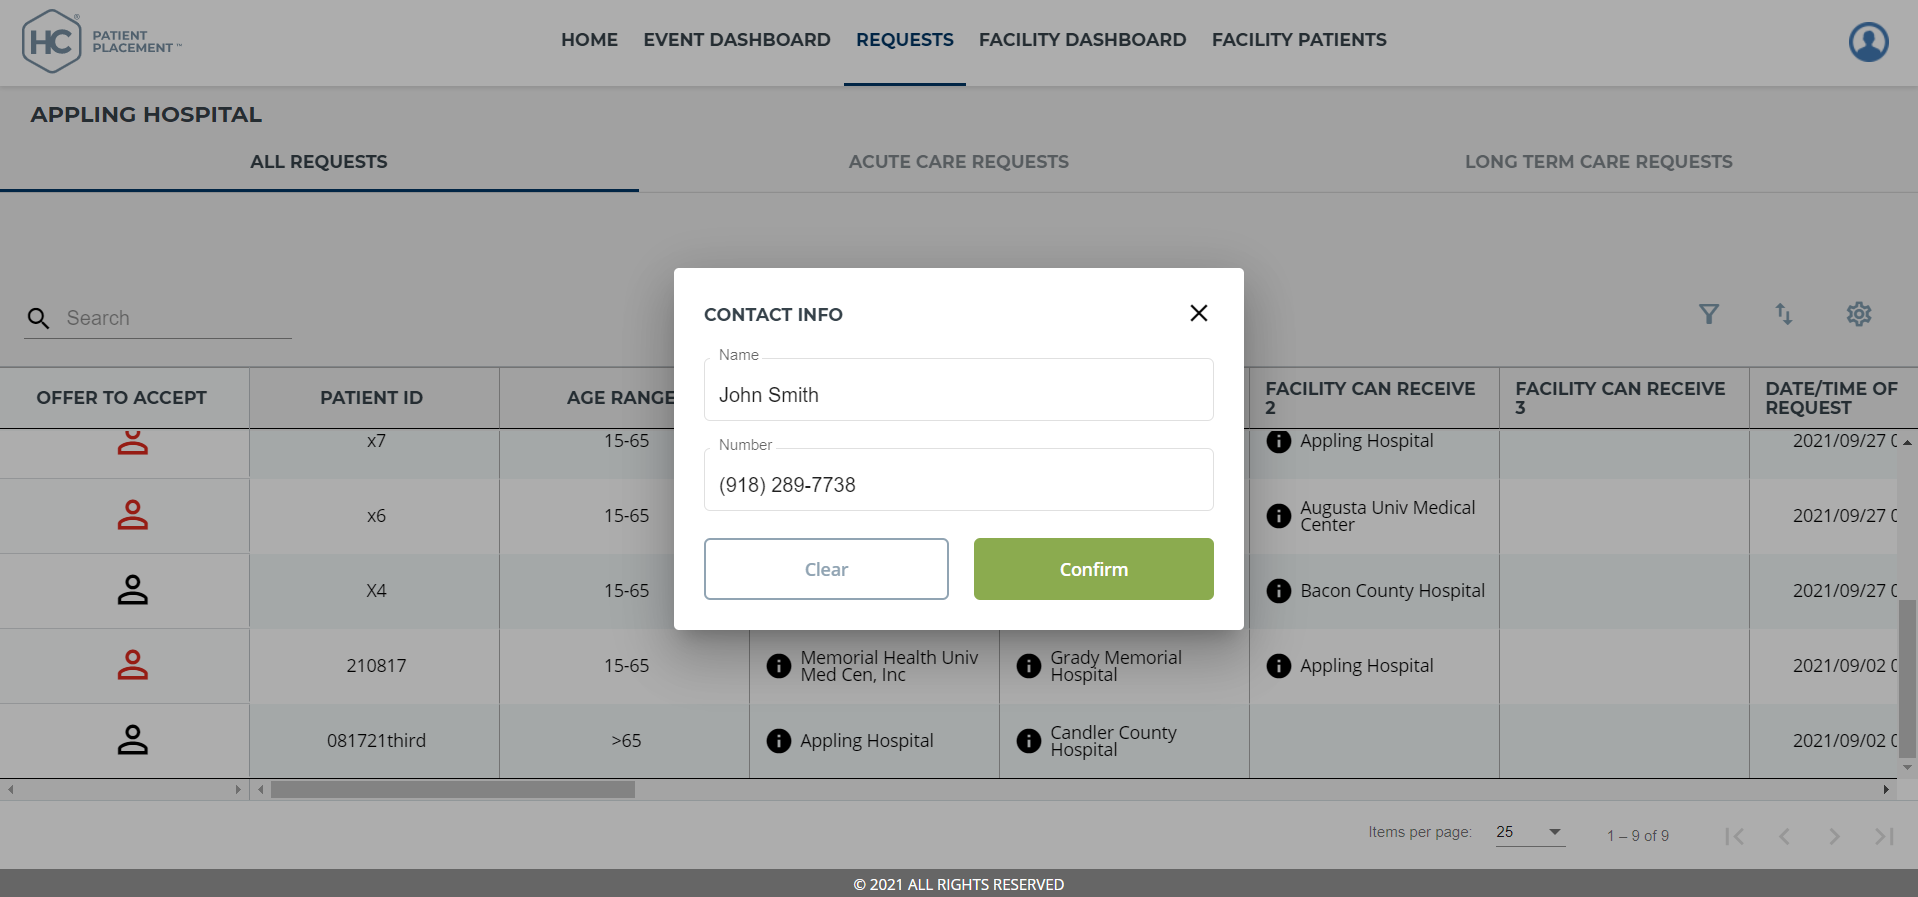 HC
®
PATIENT
PLACEMENT™
HOME EVENT DASHBOARD REQUESTS FACILITY DASHBOARD FACILITY PATIENTS
APPLING HOSPITAL
ALL REQUESTS ACUTE CARE REQUESTS LONG TERM CARE REQUESTS
Search
CONTACT INFO
Name
John Smith
Number
(918) 289-7738
Clear Confirm
OFFER TO ACCEPT PATIENT ID AGE RANGE FACILITY CAN RECEIVE 2 FACILITY CAN RECEIVE 3 DATE/TIME OF REQUEST
x7 15-65 Appling Hospital 2021/09/27 0
x6 15-65 Augusta Univ Medical Center 2021/09/27 0
X4 15-65 Bacon County Hospital 2021/09/27 0
210817 15-65 Memorial Health Univ Med Cen, Inc Grady Memorial Hospital Appling Hospital 2021/09/02 0
081721third >65 Appling Hospital Candler County Hospital 2021/09/02 0
Items per page: 25 1 – 9 of 9
© 2021 ALL RIGHTS RESERVED